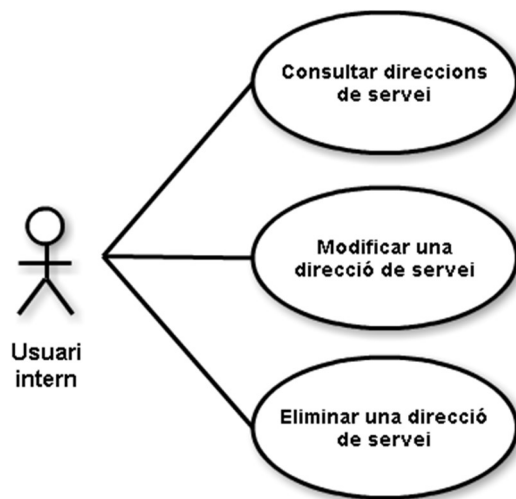 Consultar direccions
de servei
Modificar una
direcció de servei
Usuari
intern
Eliminar una direcció
de servei